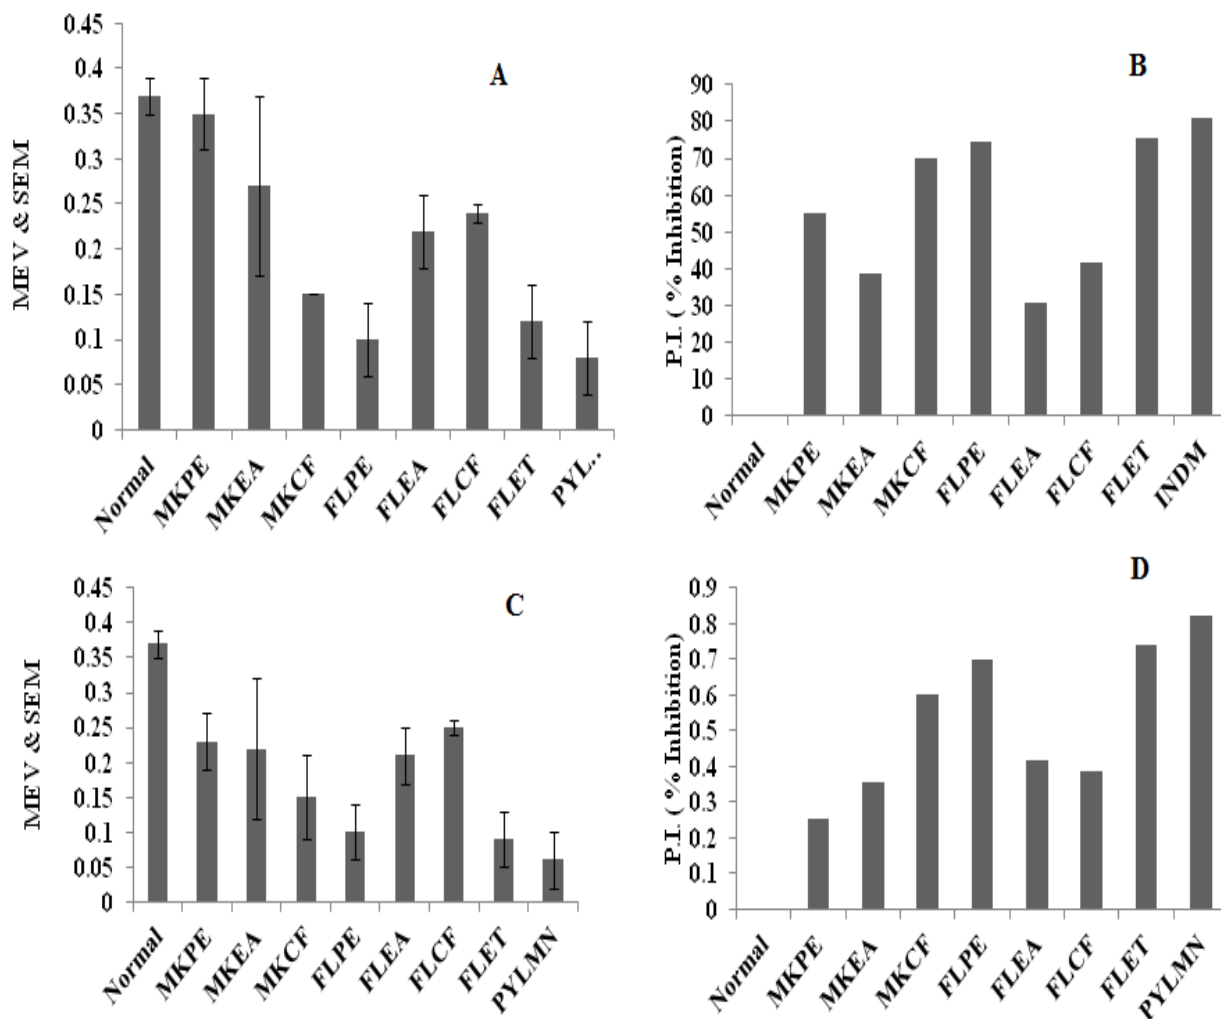 A
MEV & SEM
0.45
0.4
0.35
0.3
0.25
0.2
0.15
0.1
0.05
0
Normal
MKPE
MKEA
MKCF
FLPE
FLEA
FLCF
FLET
PYL..
B
P.I. ( % Inhibition)
90
80
70
60
50
40
30
20
10
0
Normal
MKPE
MKEA
MKCF
FLPE
FLEA
FLCF
FLET
INDM
C
MEV & SEM
0.45
0.4
0.35
0.3
0.25
0.2
0.15
0.1
0.05
0
Normal
MKPE
MKEA
MKCF
FLPE
FLEA
FLCF
FLET
PYLMN
D
P.I. ( % Inhibition)
0.9
0.8
0.7
0.6
0.5
0.4
0.3
0.2
0.1
0
Normal
MKPE
MKEA
MKCF
FLPE
FLEA
FLCF
FLET
PYLMN